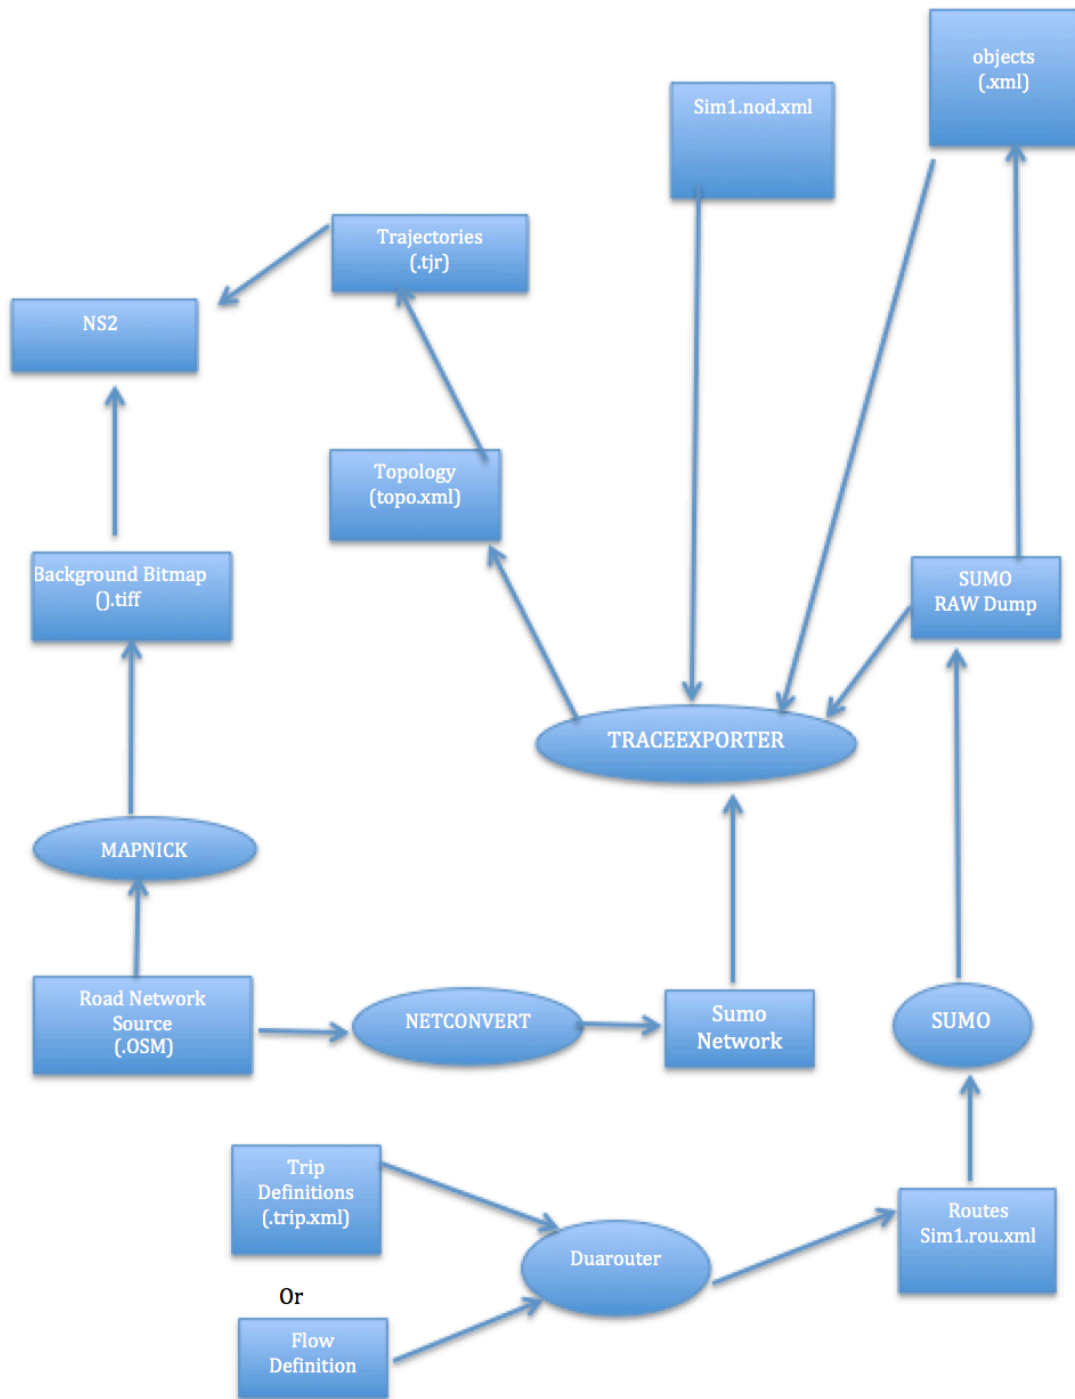 objects
(.xml)
Sim1.nod.xml
Trajectories
(.tjr)
NS2
Topology
(topo.xml)
Background Bitmap
().tiff
SUMO
RAW Dump
TRACEEXPORTER
MAPNICK
Road Network
Source
(.OSM)
NETCONVERT
Sumo
Network
SUMO
Trip
Definitions
(.trip.xml)
Routes
Sim1.rou.xml
Duarouter
Or
Flow
Definition